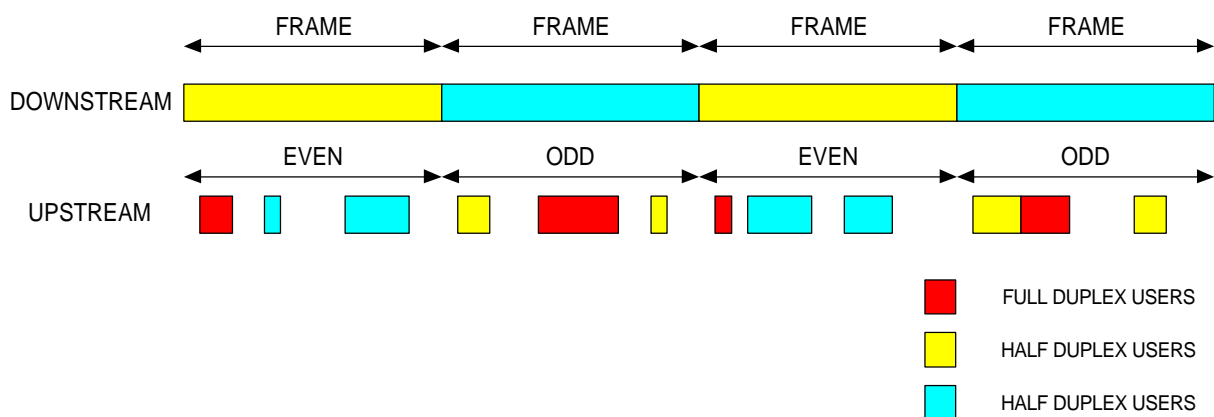 FRAME FRAME FRAME FRAME
DOWNSTREAM
EVEN ODD EVEN ODD
UPSTREAM
FULL DUPLEX USERS
HALF DUPLEX USERS
HALF DUPLEX USERS